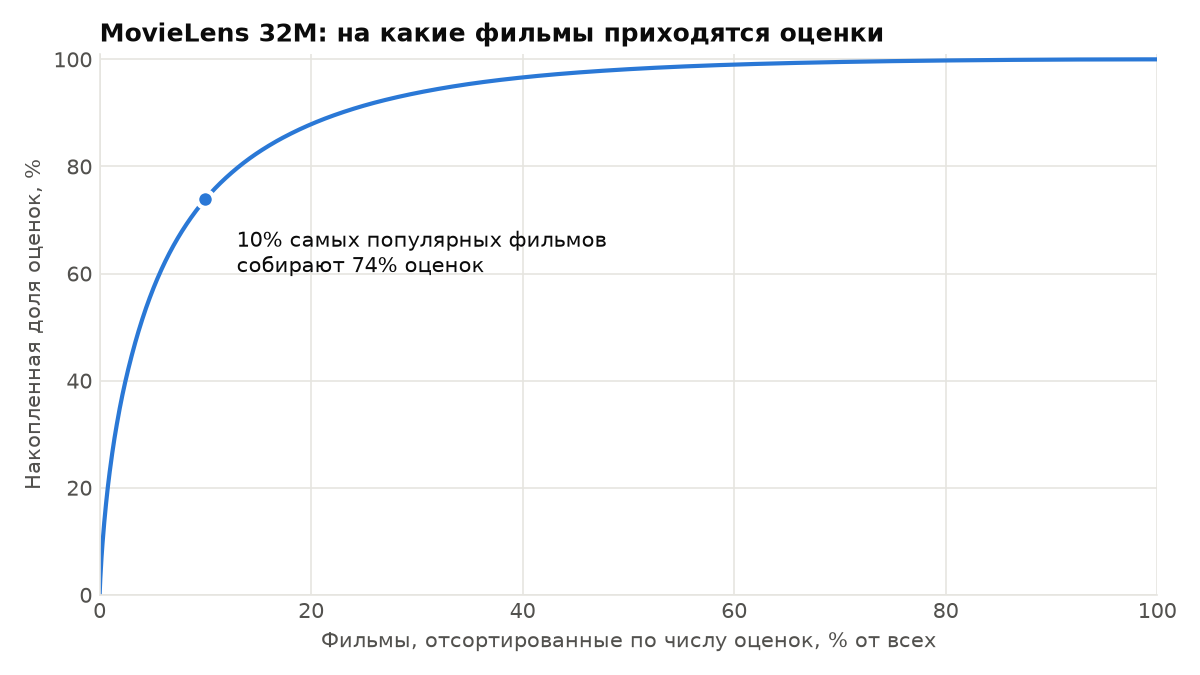 MovieLens 32M: на какие фильмы приходятся оценки
Накопленная доля оценок, %
100
80
60
40
20
0
10% самых популярных фильмов
собирают 74% оценок
0 20 40 60 80 100
Фильмы, отсортированные по числу оценок, % от всех